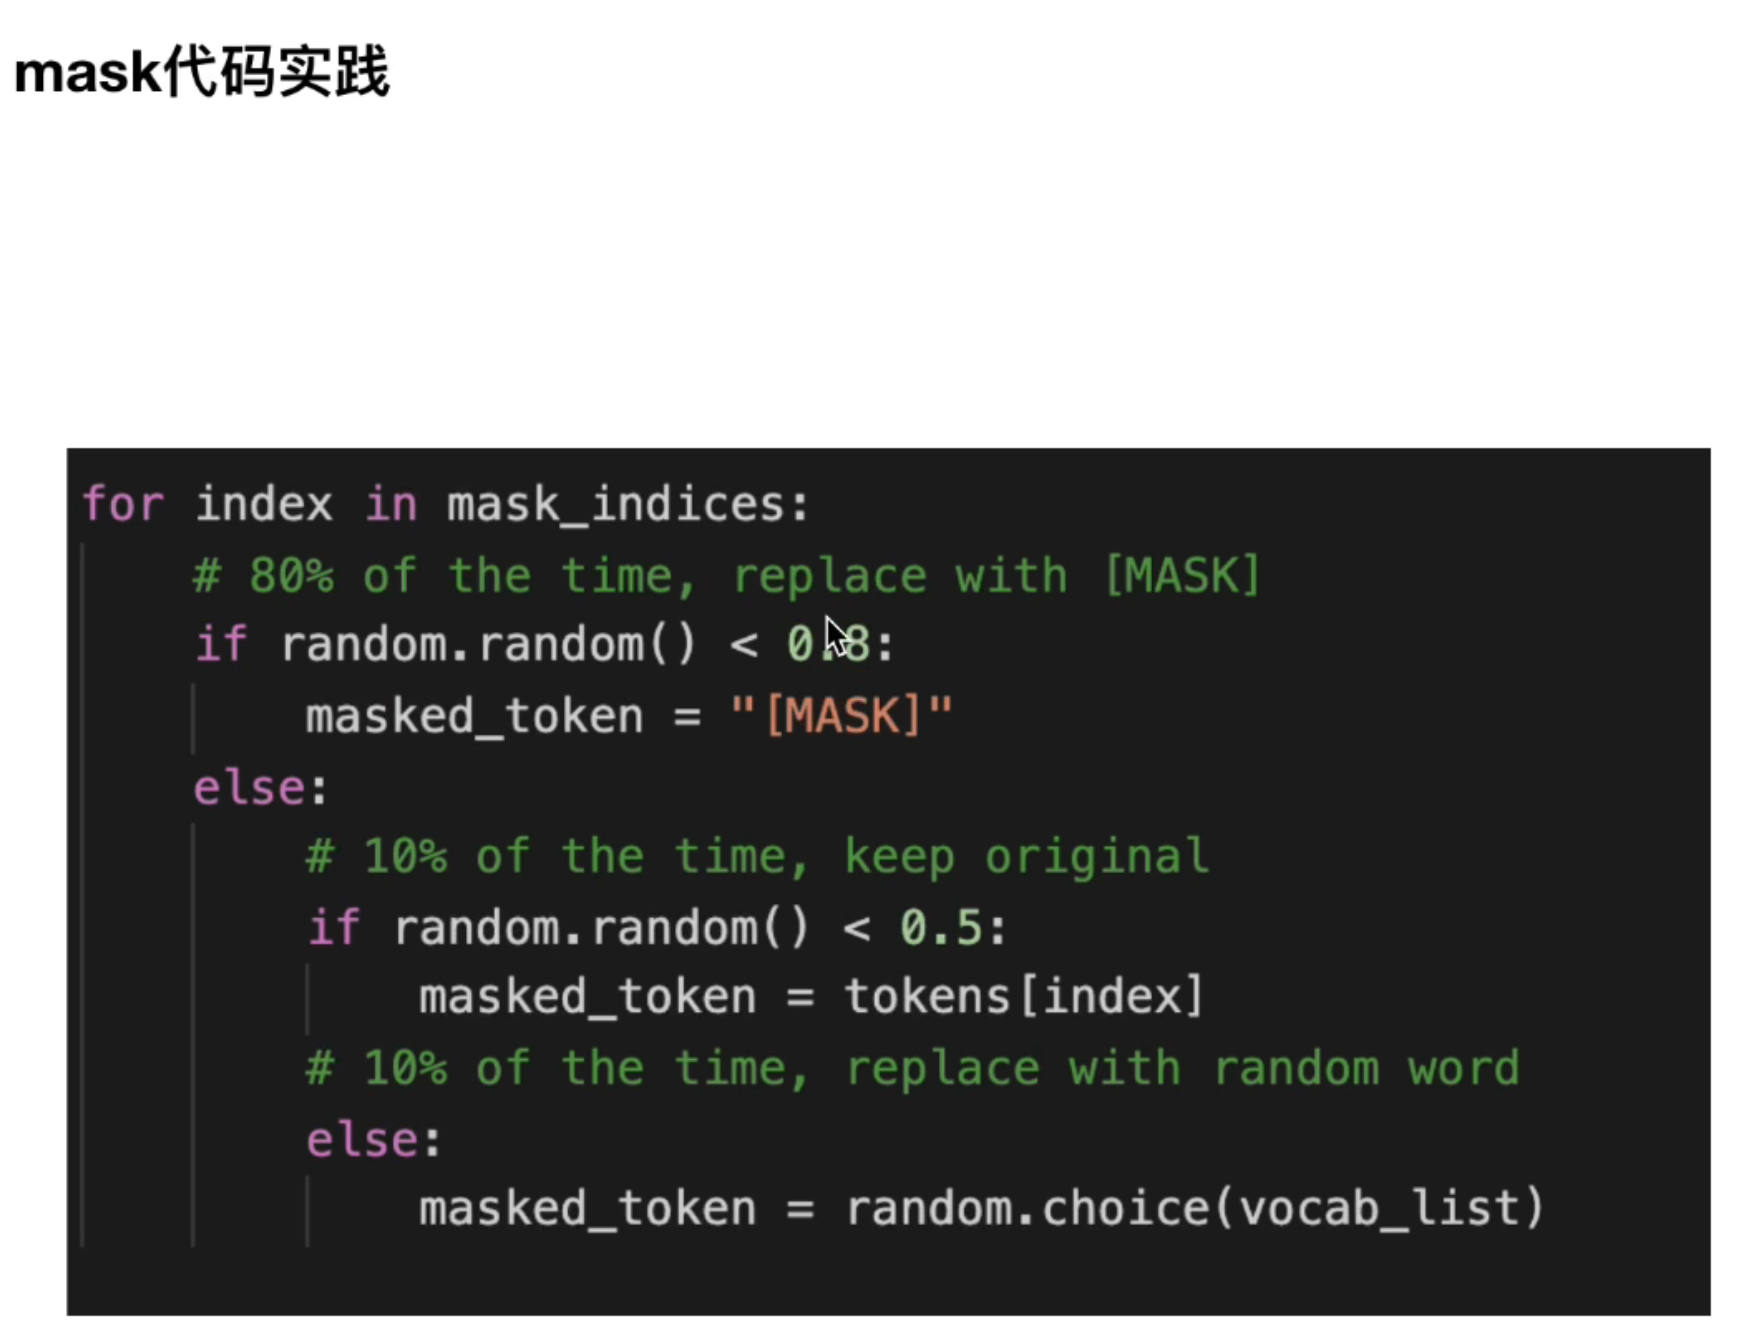 mask代码实践
for index in mask_indices:
# 80% of the time, replace with [MASK]
if random.random() < 0.8:
masked_token = "[MASK]"
else:
# 10% of the time, keep original
if random.random() < 0.5:
masked_token = tokens[index]
# 10% of the time, replace with random word
else:
masked_token = random.choice(vocab_list)